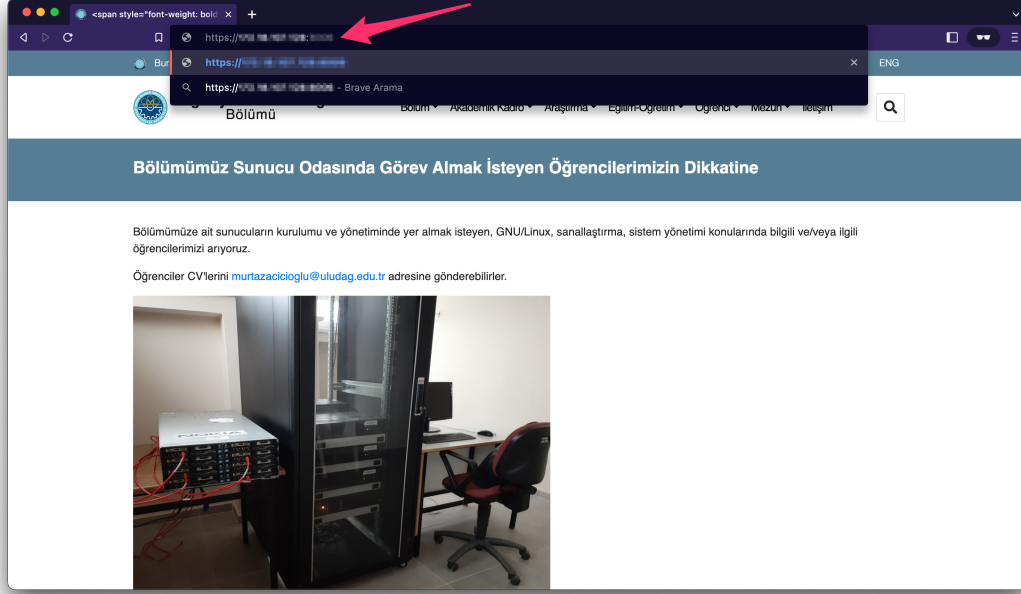 <span style="font-weight: bold
https://
https://
https:// - Brave Arama
Bur
ENG
Bölümü
Bölüm Akademik Kadro Araştırma Eğitim-Öğretim Öğrenci Mezun İletişim
Bölümümüz Sunucu Odasında Görev Almak İsteyen Öğrencilerimizin Dikkatine
Bölümümüze ait sunucuların kurulumu ve yönetiminde yer almak isteyen, GNU/Linux, sanallaştırma, sistem yönetimi konularında bilgili ve/veya ilgili
öğrencilerimizi arıyoruz.
Öğrenciler CV'lerini murtazacicioglu@uludag.edu.tr adresine gönderebilirler.
NOKIA